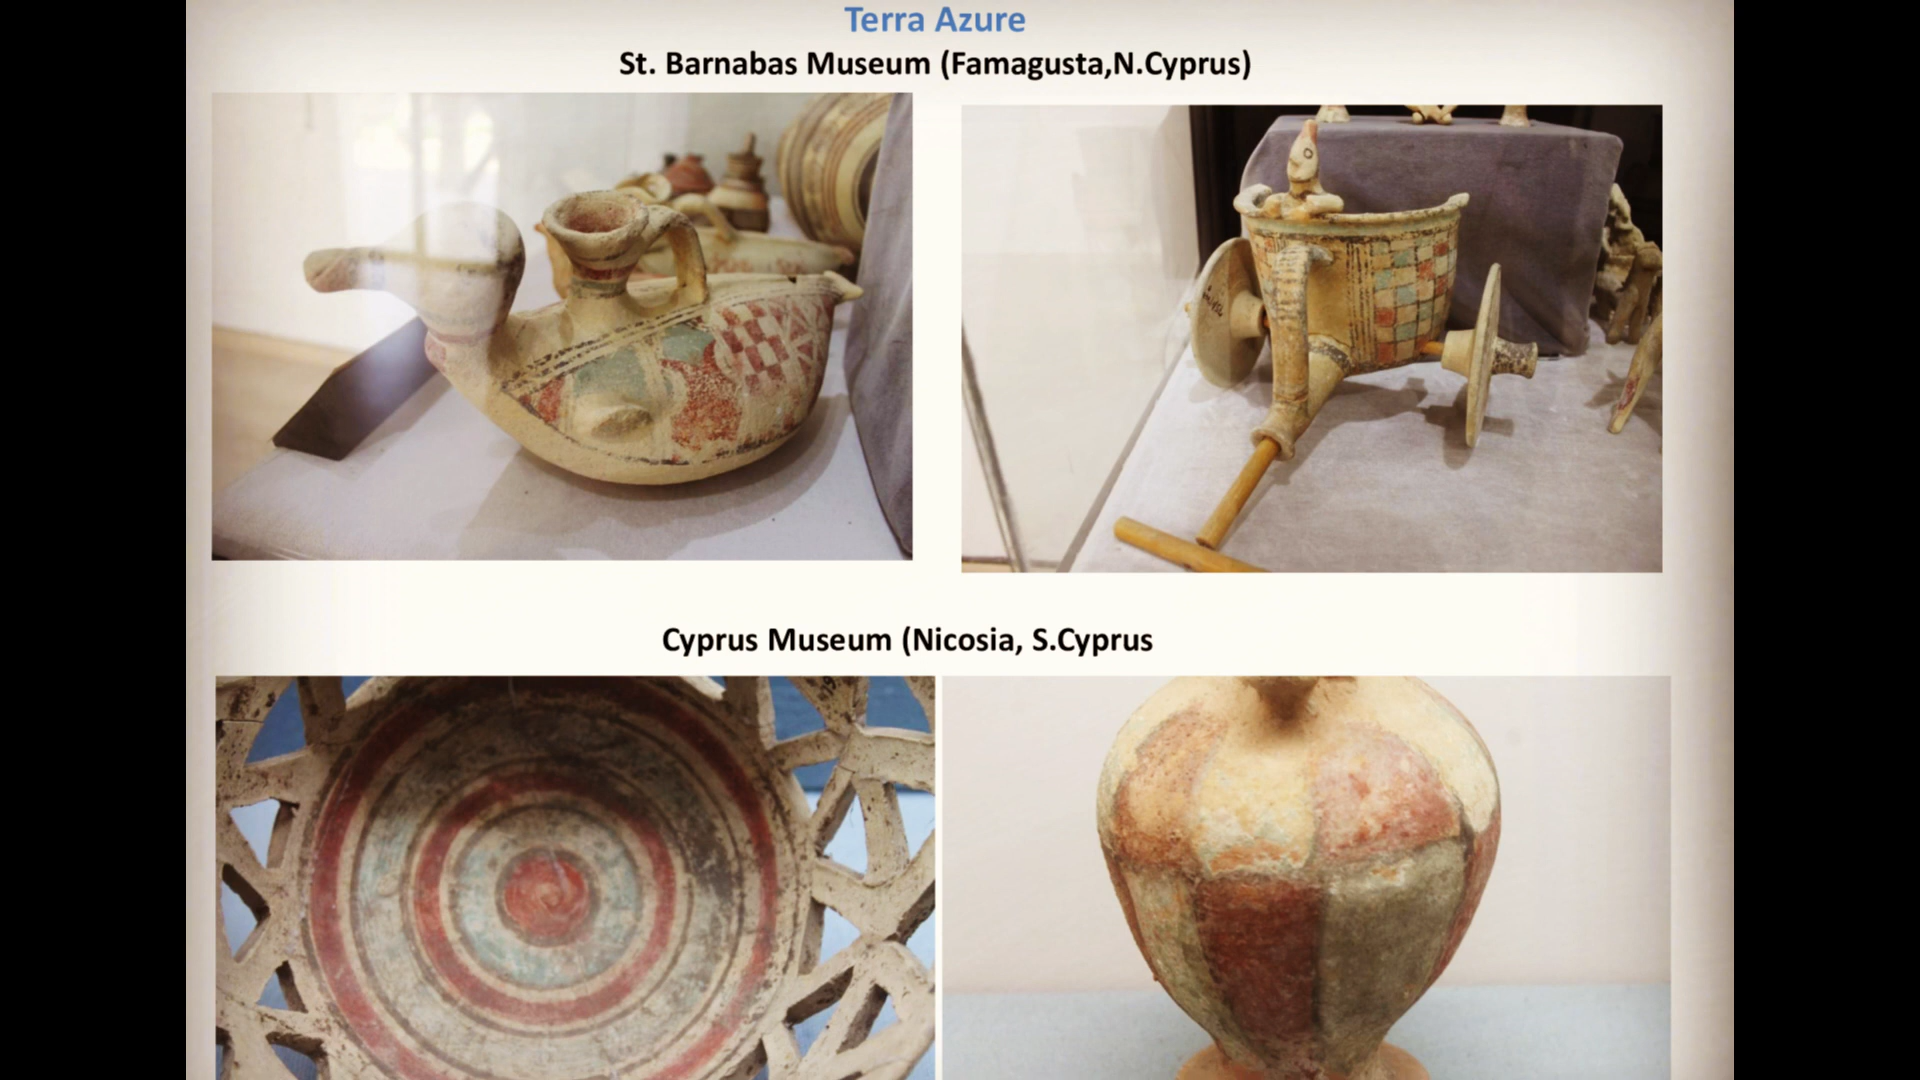 Terra Azure
St. Barnabas Museum (Famagusta,N.Cyprus)
Cyprus Museum (Nicosia, S.Cyprus